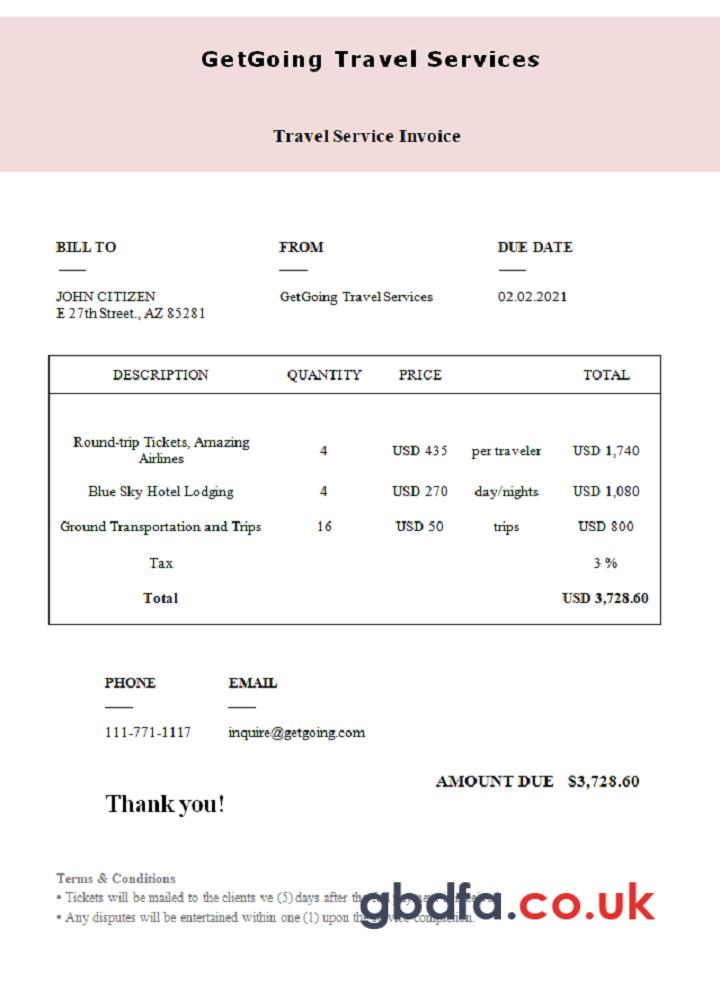 GetGoing Travel Services
Travel Service Invoice
BILL TO FROM DUE DATE
JOHN CITIZEN GetGoing Travel Services 02.02.2021
E 27th Street., AZ 85281
DESCRIPTION QUANTITY PRICE TOTAL
Round-trip Tickets, Amazing
Airlines 4 USD 435 per traveler USD 1,740
Blue Sky Hotel Lodging 4 USD 270 day/nights USD 1,080
Ground Transportation and Trips 16 USD 50 trips USD 800
Tax 3 %
Total USD 3,728.60
PHONE EMAIL
111-771-1117 inquire@getgoing.com
AMOUNT DUE $3,728.60
Thank you!
Terms & Conditions
• Tickets will be mailed to the clients ve (5) days after the
• Any disputes will be entertained within one (1) upon the completion.
gbdfa.co.uk